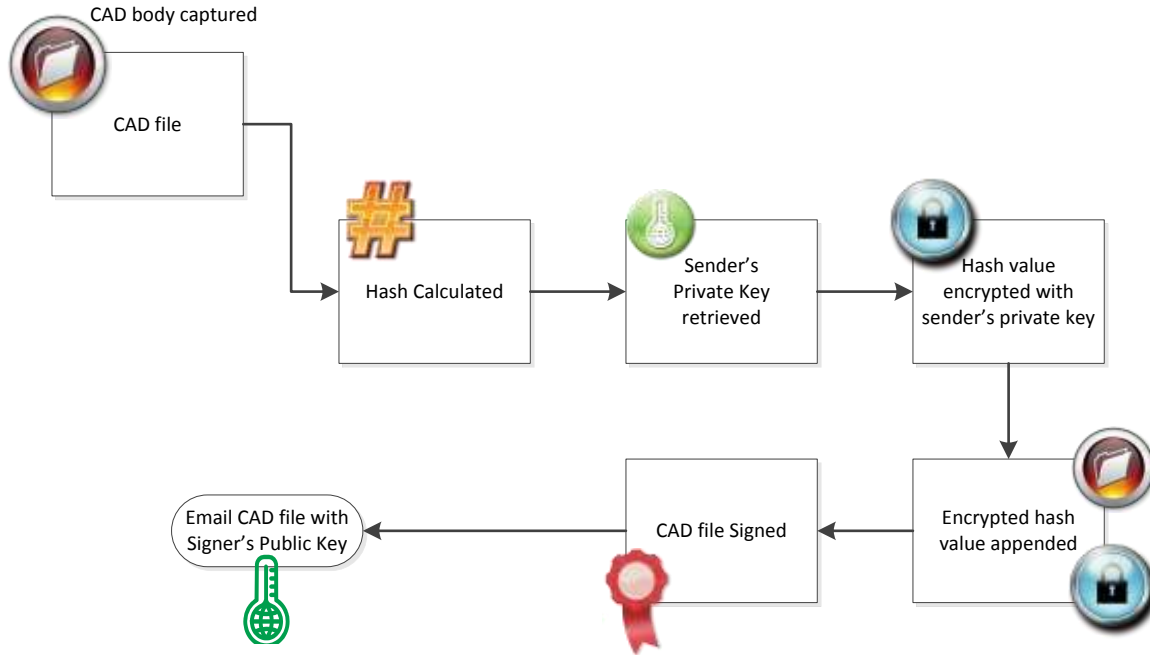 CAD body captured
CAD file
Hash Calculated
Sender's
Private Key
retrieved
Hash value
encrypted with
sender's private key
Encrypted hash
value appended
CAD file Signed
Email CAD file with
Signer's Public Key